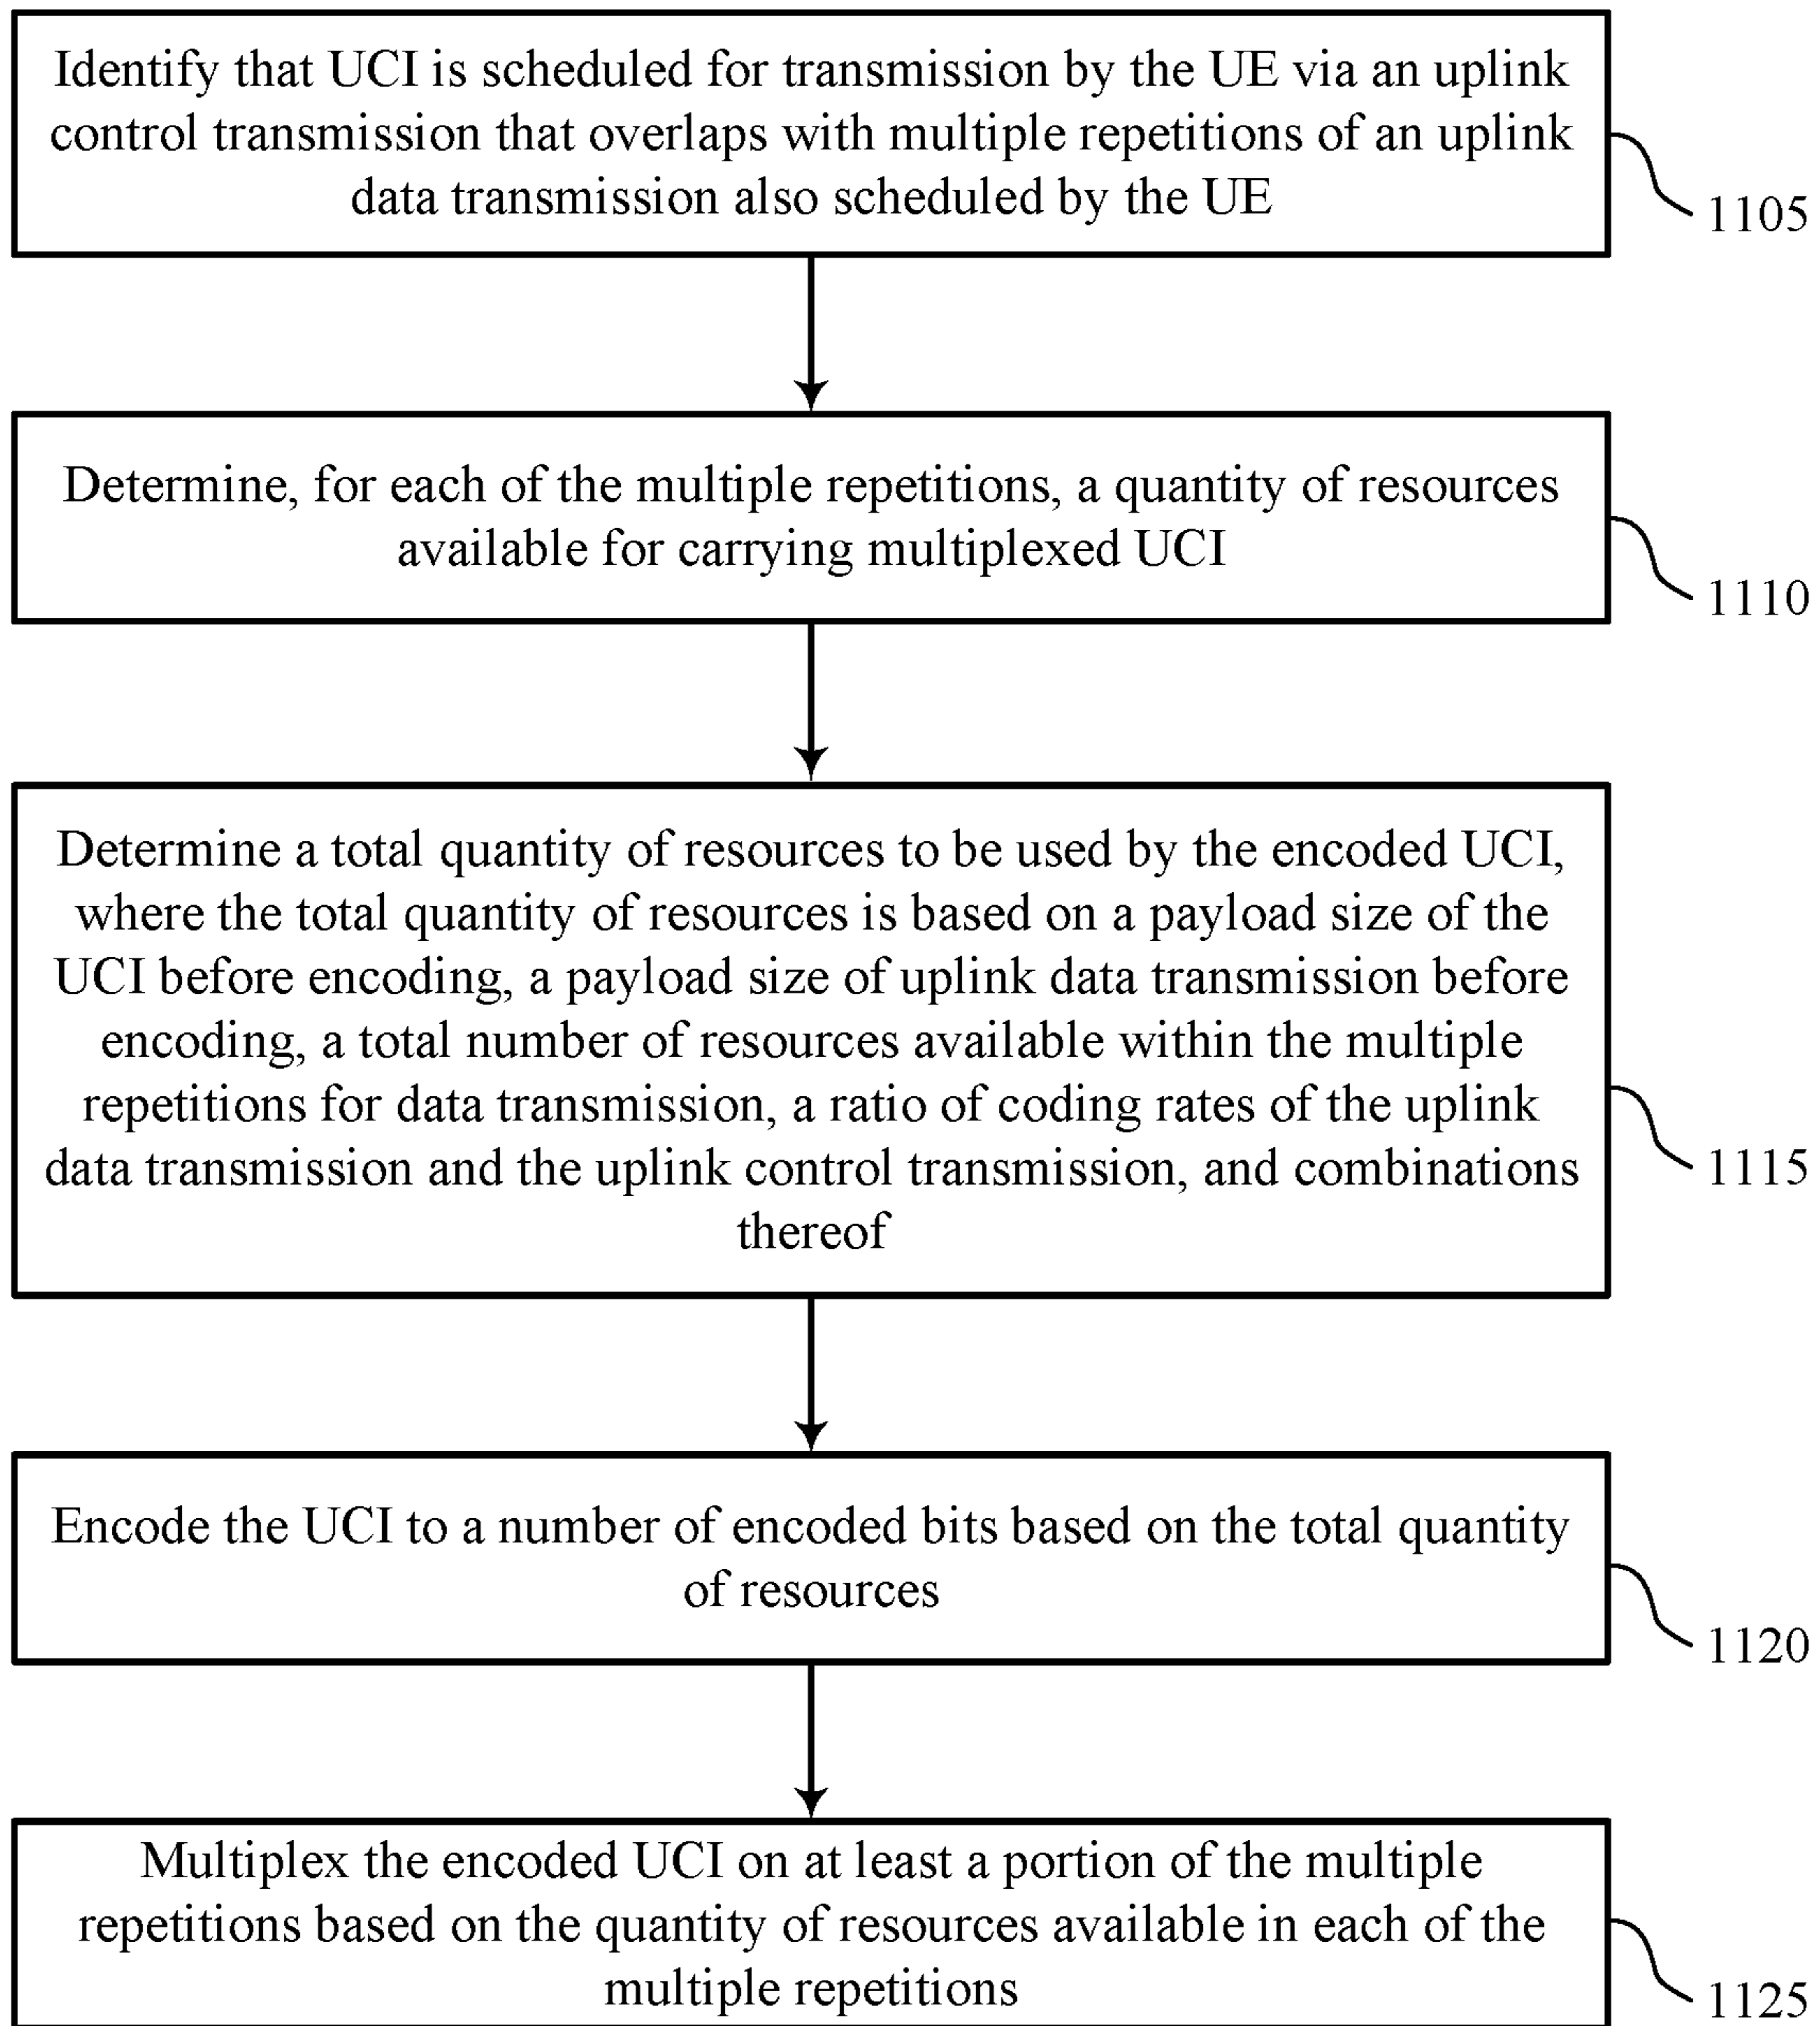 Identify that UCI is scheduled for transmission by the UE via an uplink
control transmission that overlaps with multiple repetitions of an uplink
data transmission also scheduled by the UE
1105
Determine, for each of the multiple repetitions, a quantity of resources
available for carrying multiplexed UCI
1110
Determine a total quantity of resources to be used by the encoded UCI,
where the total quantity of resources is based on a payload size of the
UCI before encoding, a payload size of uplink data transmission before
encoding, a total number of resources available within the multiple
repetitions for data transmission, a ratio of coding rates of the uplink
data transmission and the uplink control transmission, and combinations
thereof
1115
Encode the UCI to a number of encoded bits based on the total quantity
of resources
1120
Multiplex the encoded UCI on at least a portion of the multiple
repetitions based on the quantity of resources available in each of the
multiple repetitions
1125